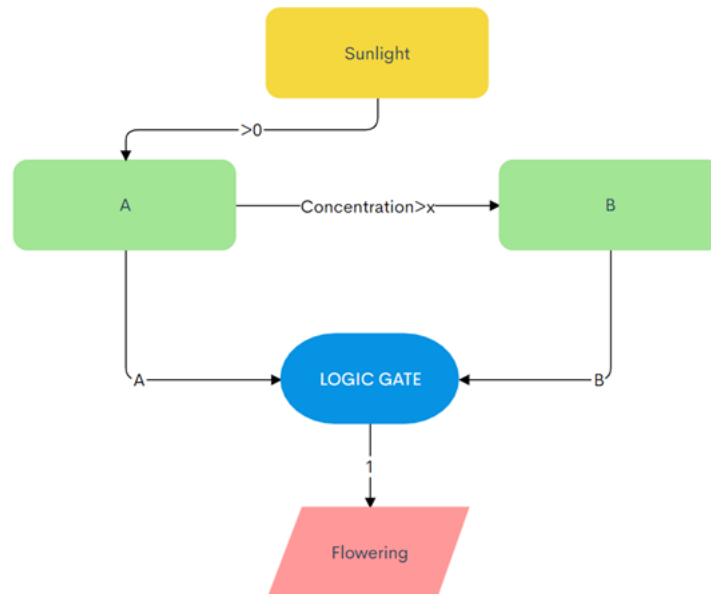 Sunlight
>0
A
Concentration>x
B
LOGIC GATE
A
B
1
Flowering